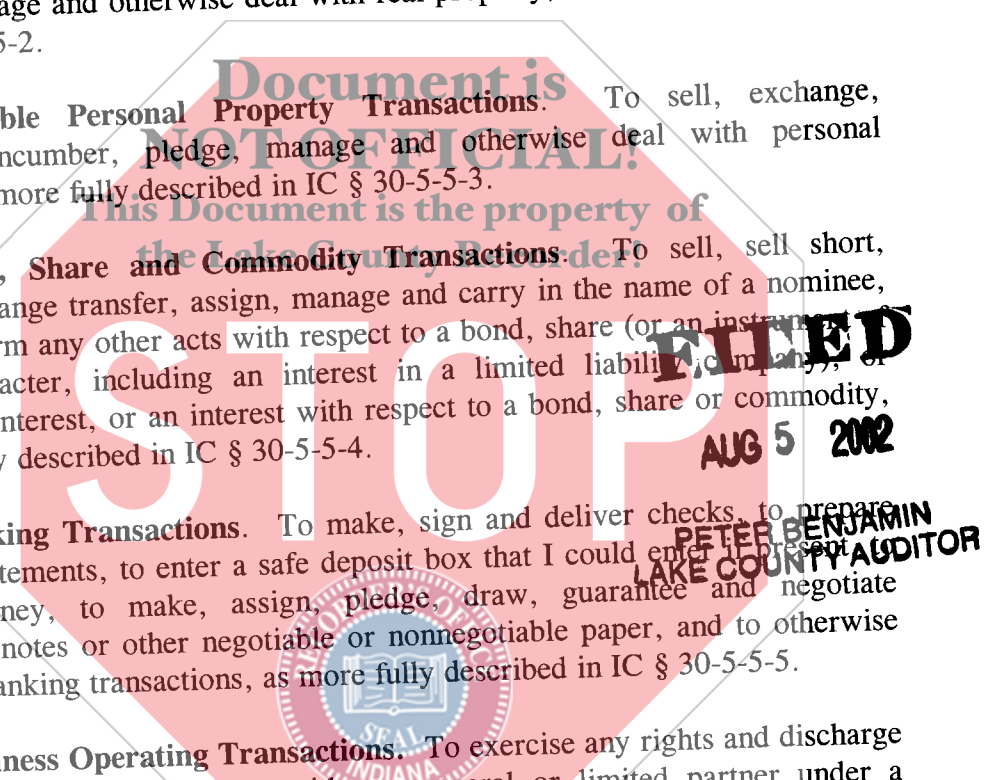 age and otherwise deal with real property,
5-2.
Document is
ble Personal Property Transactions. To sell, exchange,
NOT OFFICIAL!
ncumber, pledge, manage and otherwise deal with personal
more fully described in IC § 30-5-5-3.
This Document is the property of
the Lake County Recorder!
, Share and Commodity Transactions. To sell, sell short,
ange transfer, assign, manage and carry in the name of a nominee,
rm any other acts with respect to a bond, share (or an instrument
FILED
acter, including an interest in a limited liability company), or
nterest, or an interest with respect to a bond, share or commodity,
STOP
AUG 5 2002
y described in IC § 30-5-5-4.
king Transactions. To make, sign and deliver checks, to prepare
PETER BENJAMIN
tements, to enter a safe deposit box that I could enter if present, to
LAKE COUNTY AUDITOR
ney, to make, assign, pledge, draw, guarantee and negotiate
notes or other negotiable or nonnegotiable paper, and to otherwise
anking transactions, as more fully described in IC § 30-5-5-5.
SEAL
INDIANA
ness Operating Transactions. To exercise any rights and discharge
or limited partner under a